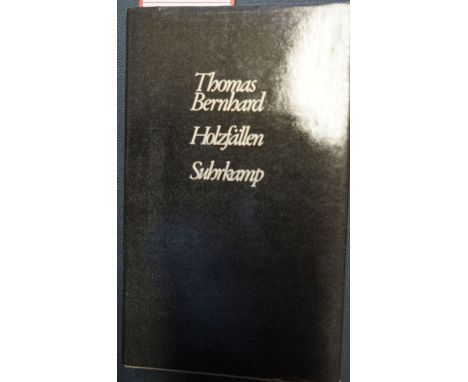 Thomas
Bernhard
Holzfällen
Suhrkamp